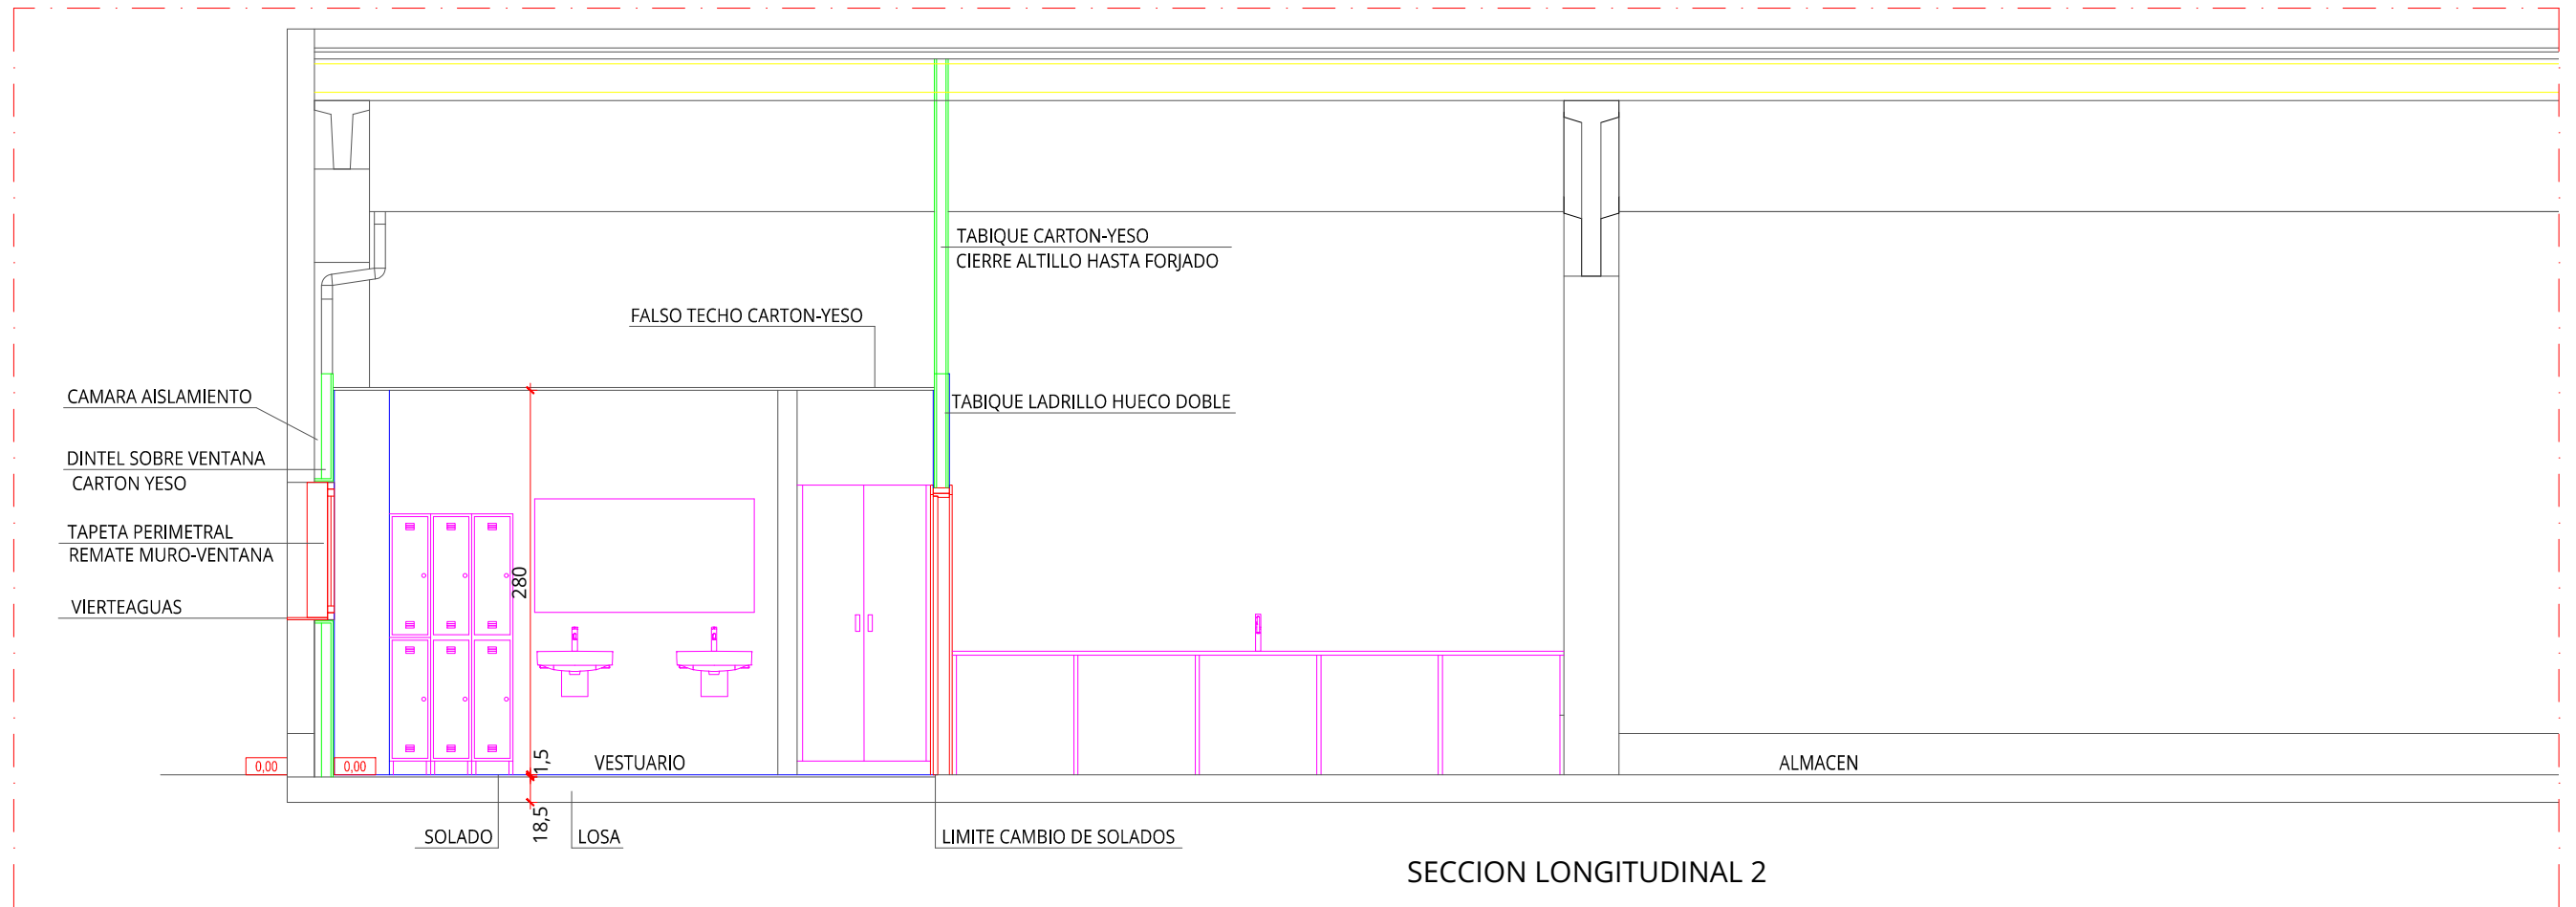 TABIQUE CARTON-YESO
CIERRE ALTILLO HASTA FORJADO
FALSO TECHO CARTON-YESO
CAMARA AISLAMIENTO
TABIQUE LADRILLO HUECO DOBLE
DINTEL SOBRE VENTANA
CARTON YESO
TAPETA PERIMETRAL
REMATE MURO-VENTANA
280
VIERTEAGUAS
0,00
0,00
1,5
VESTUARIO
ALMACEN
18,5
SOLADO
LOSA
LIMITE CAMBIO DE SOLADOS
SECCION LONGITUDINAL 2